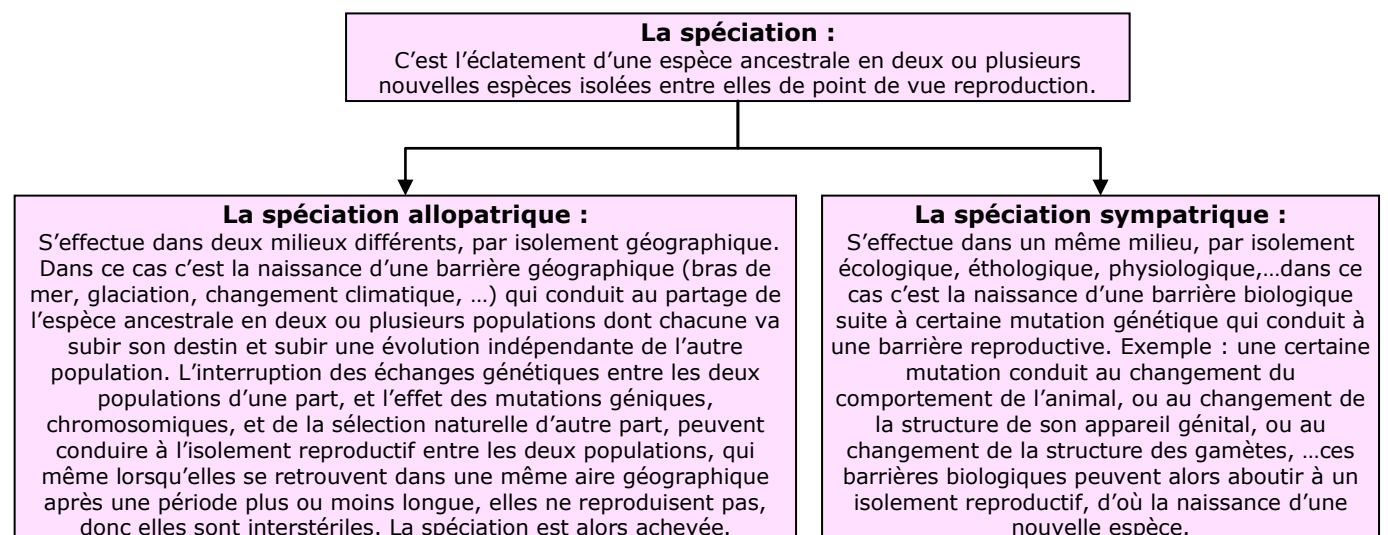 La spéciation :
C’est l’éclatement d’une espèce ancestrale en deux ou plusieurs
nouvelles espèces isolées entre elles de point de vue reproduction.
La spéciation allopatrique :
S’effectue dans deux milieux différents, par isolement géographique.
Dans ce cas c’est la naissance d’une barrière géographique (bras de
mer, glaciation, changement climatique, …) qui conduit au partage de
l’espèce ancestrale en deux ou plusieurs populations dont chacune va
subir son destin et subir une évolution indépendante de l’autre
population. L’interruption des échanges génétiques entre les deux
populations d’une part, et l’effet des mutations géniques,
chromosomiques, et de la sélection naturelle d’autre part, peuvent
conduire à l’isolement reproductif entre les deux populations, qui
même lorsqu’elles se retrouvent dans une même aire géographique
après une période plus ou moins longue, elles ne reproduisent pas,
donc elles sont interstériles. La spéciation est alors achevée.
La spéciation sympatrique :
S’effectue dans un même milieu, par isolement
écologique, éthologique, physiologique,…dans ce
cas c’est la naissance d’une barrière biologique
suite à certaine mutation génétique qui conduit à
une barrière reproductive. Exemple : une certaine
mutation conduit au changement du
comportement de l’animal, ou au changement de
la structure de son appareil génital, ou au
changement de la structure des gamètes, …ces
barrières biologiques peuvent alors aboutir à un
isolement reproductif, d’où la naissance d’une
nouvelle espèce.